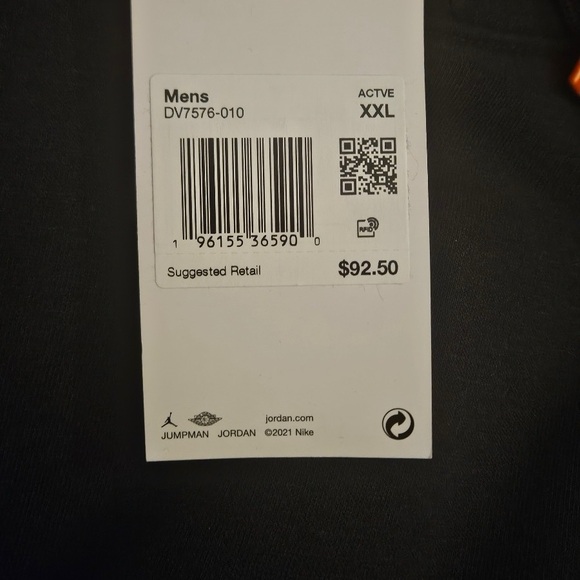 Mens
ACTVE
DV7576-010
XXL
1 96155 36590 0
RFID
Suggested Retail
$92.50
jordan.com
JUMPMAN JORDAN ©2021 Nike